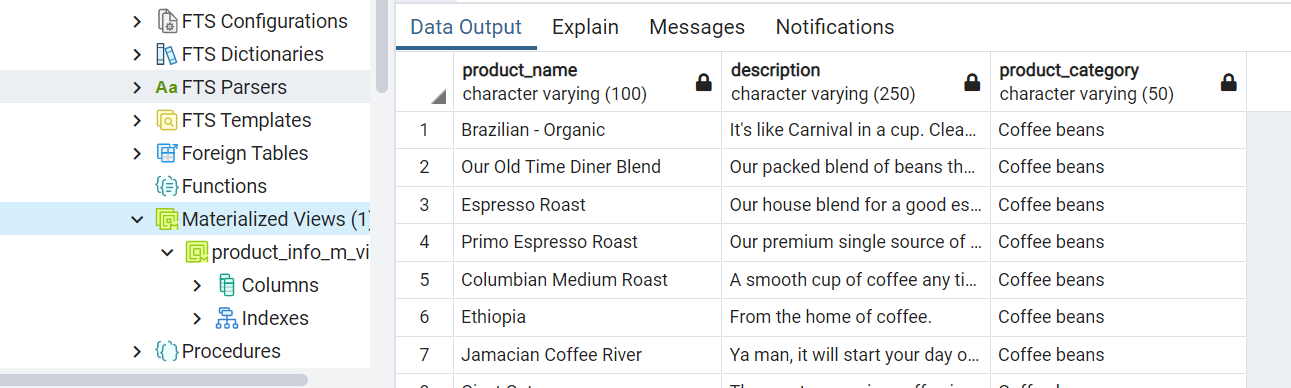 FTS Configurations
FTS Dictionaries
Aa FTS Parsers
FTS Templates
Foreign Tables
Functions
Materialized Views (1)
product_info_m_vi
Columns
Indexes
Procedures
Data Output Explain Messages Notifications
product_name description product_category
character varying (100) character varying (250) character varying (50)
1 Brazilian - Organic It's like Carnival in a cup. Clea… Coffee beans
2 Our Old Time Diner Blend Our packed blend of beans th… Coffee beans
3 Espresso Roast Our house blend for a good es… Coffee beans
4 Primo Espresso Roast Our premium single source of … Coffee beans
5 Columbian Medium Roast A smooth cup of coffee any ti… Coffee beans
6 Ethiopia From the home of coffee. Coffee beans
7 Jamacian Coffee River Ya man, it will start your day o… Coffee beans